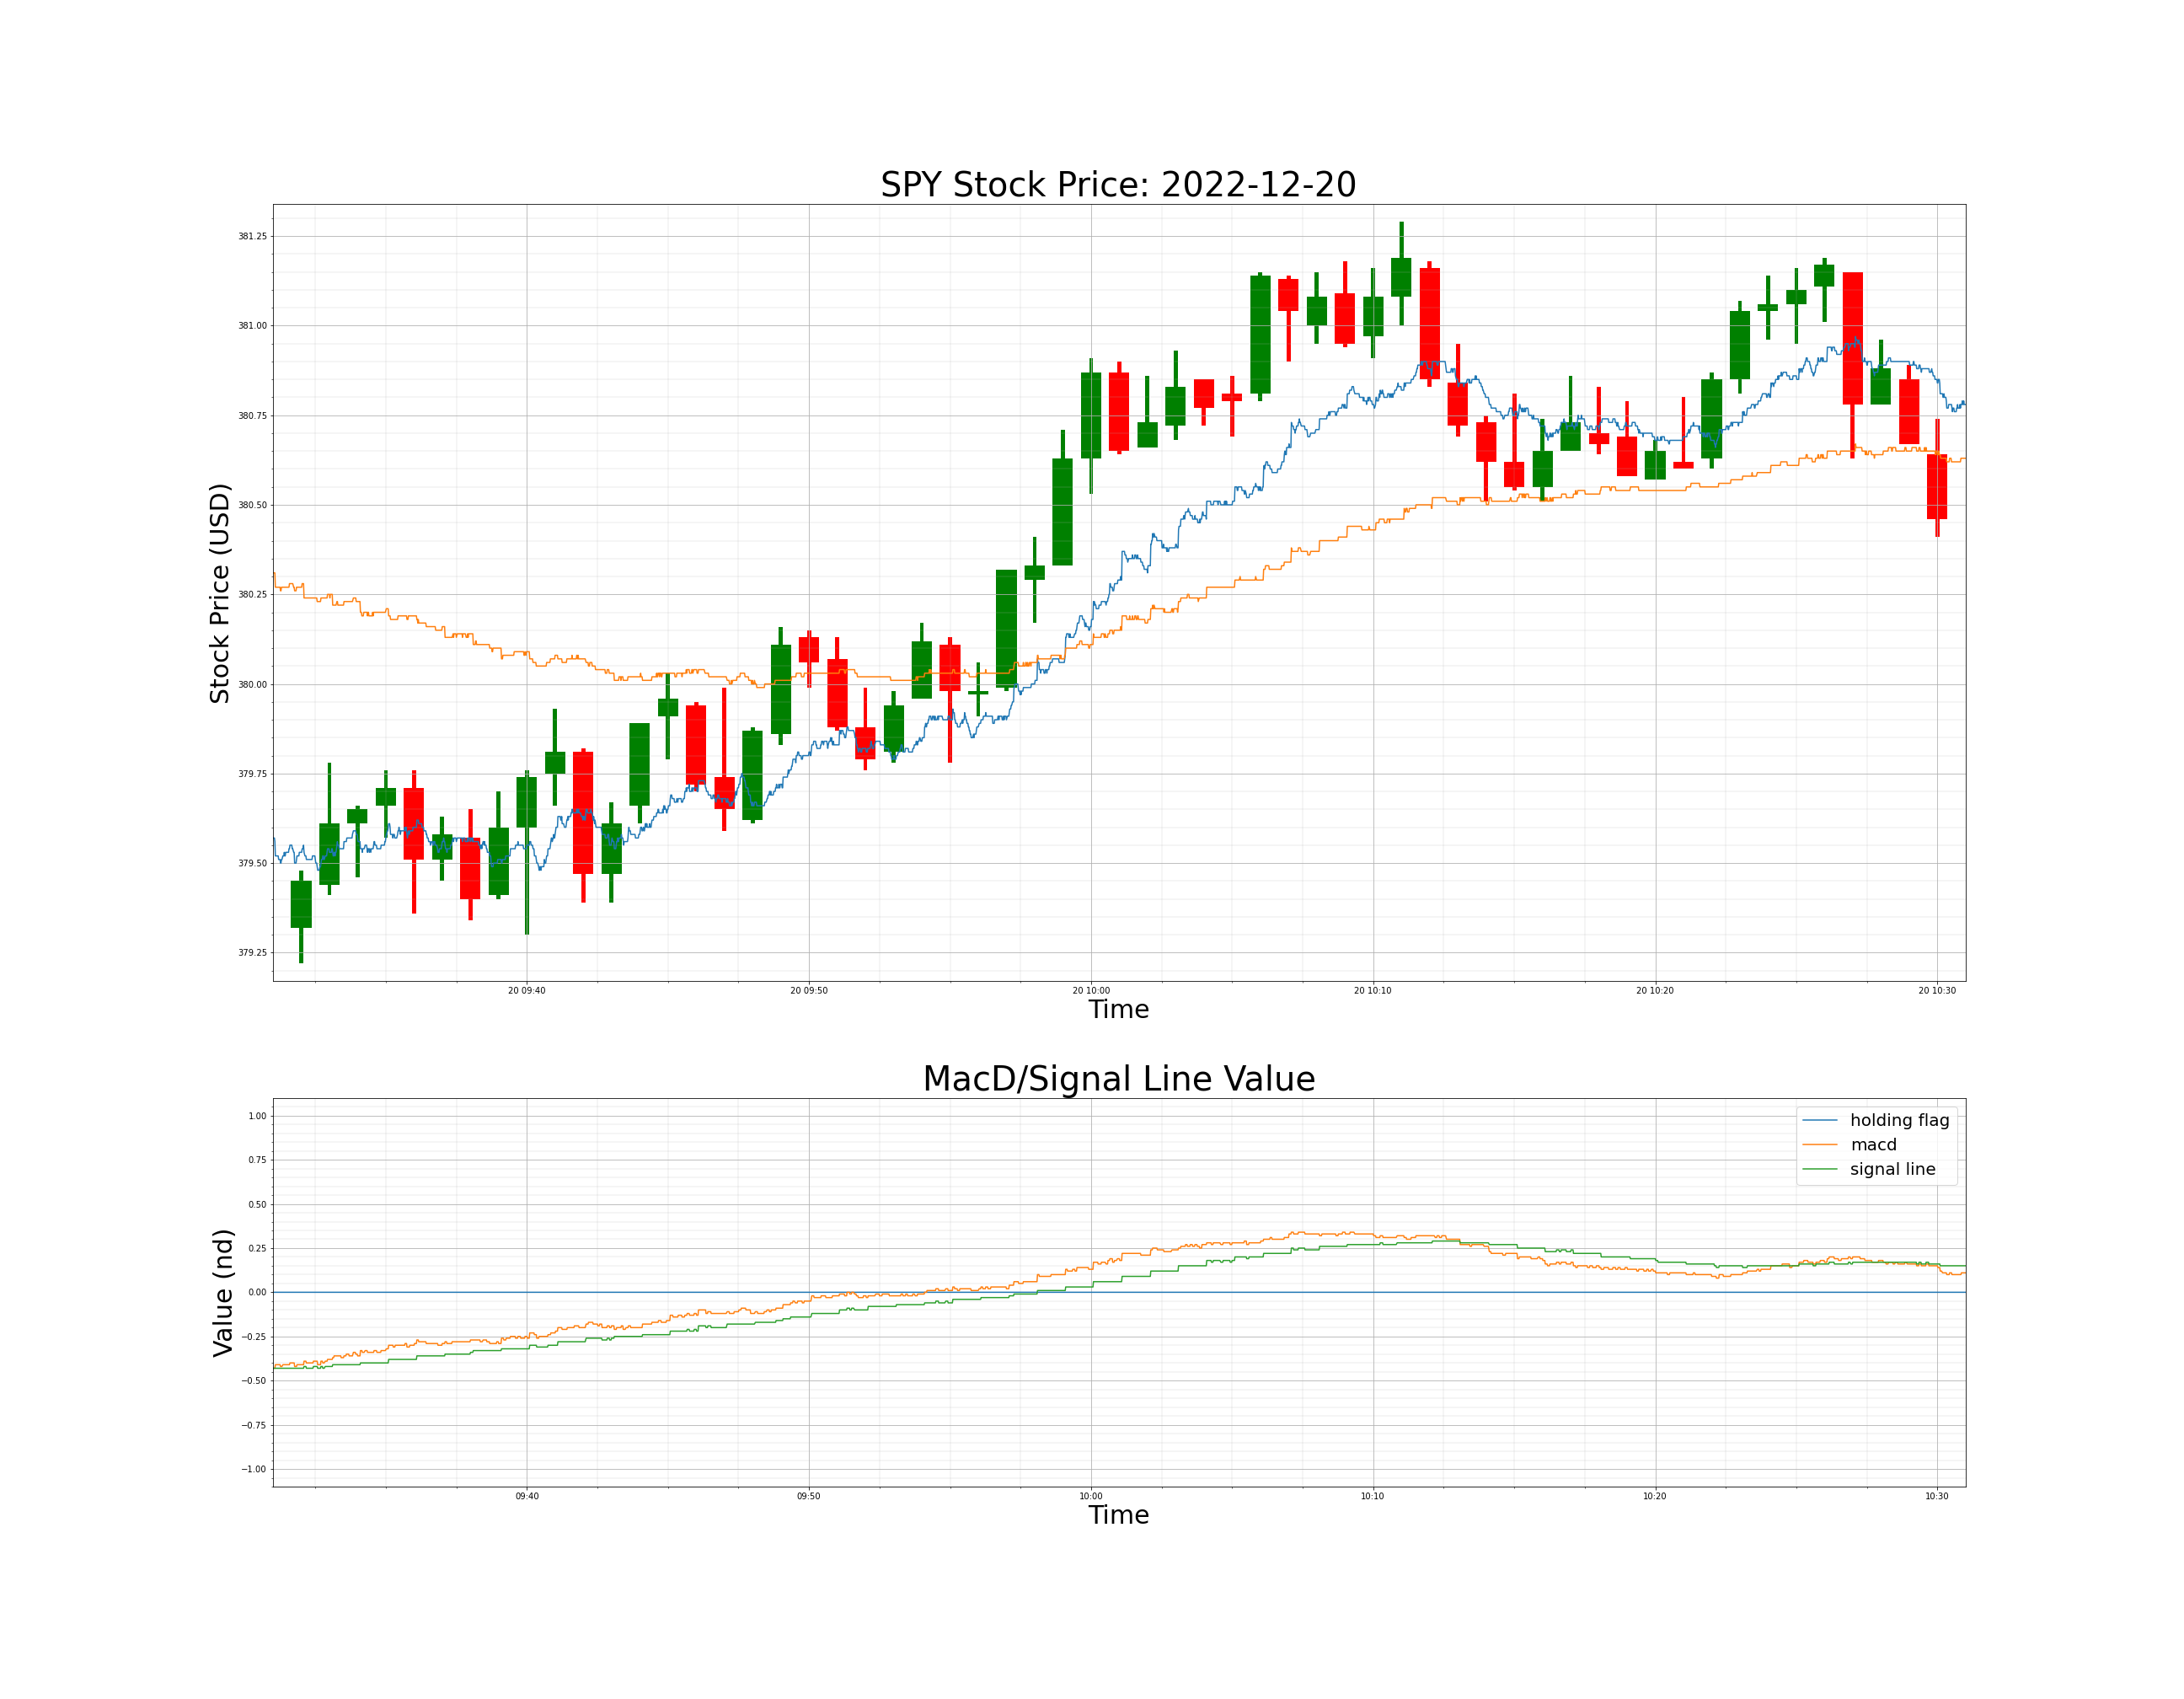 SPY Stock Price: 2022-12-20
Stock Price (USD)
381.25
381.00
380.75
380.50
380.25
380.00
379.75
379.50
379.25
20 09:40 20 09:50 20 10:00 20 10:10 20 10:20 20 10:30
Time
MacD/Signal Line Value
Value (nd)
1.00
0.75
0.50
0.25
0.00
−0.25
−0.50
−0.75
−1.00
holding flag
macd
signal line
09:40 09:50 10:00 10:10 10:20 10:30
Time